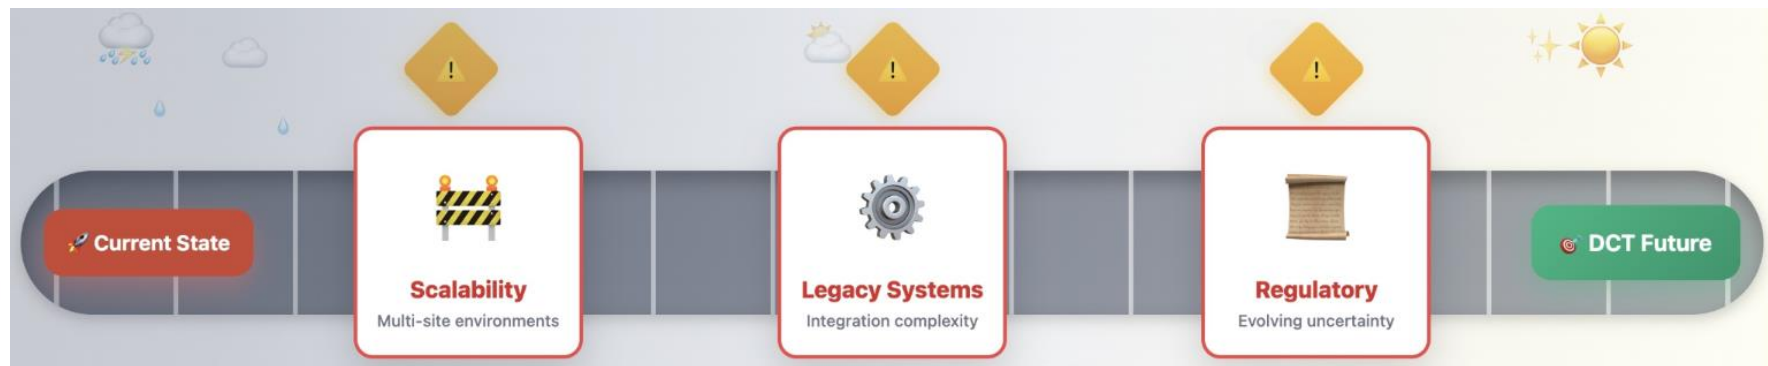 Current State
Scalability
Multi-site environments
Legacy Systems
Integration complexity
Regulatory
Evolving uncertainty
DCT Future